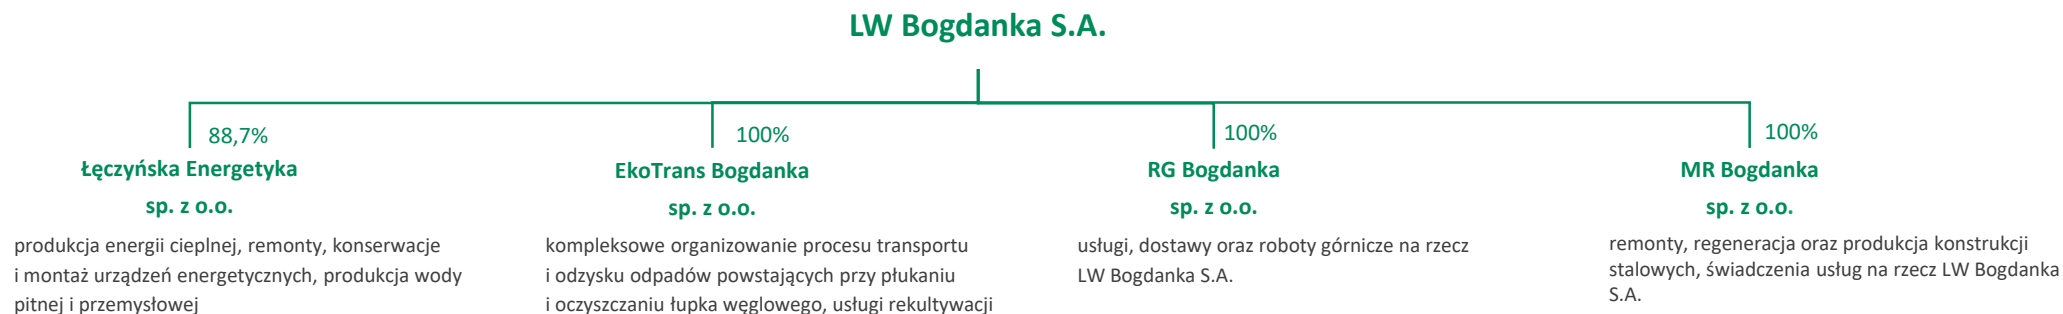 LW Bogdanka S.A.
88,7%
Łęczyńska Energetyka
sp. z o.o.
produkcja energii cieplnej, remonty, konserwacje
i montaż urządzeń energetycznych, produkcja wody
pitnej i przemysłowej
100%
EkoTrans Bogdanka
sp. z o.o.
kompleksowe organizowanie procesu transportu
i odzysku odpadów powstających przy płukaniu
i oczyszczaniu łupka węglowego, usługi rekultywacji
100%
RG Bogdanka
sp. z o.o.
usługi, dostawy oraz roboty górnicze na rzecz
LW Bogdanka S.A.
100%
MR Bogdanka
sp. z o.o.
remonty, regeneracja oraz produkcja konstrukcji
stalowych, świadczenia usług na rzecz LW Bogdanka
S.A.